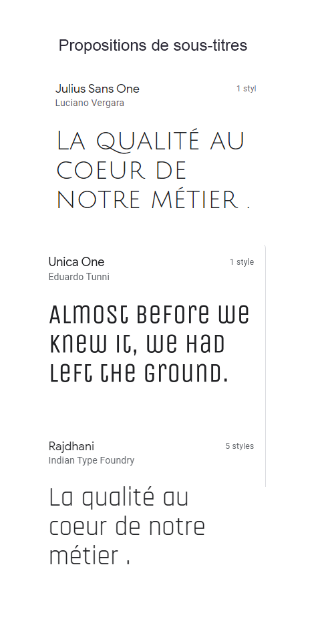 Propositions de sous-titres
Julius Sans One 1 styl
Luciano Vergara
La qualité au
coeur de
notre métier .
Unica One 1 style
Eduardo Tunni
Almost before we
knew it, we had
left the ground.
Rajdhani 5 styles
Indian Type Foundry
La qualité au
coeur de notre
métier .